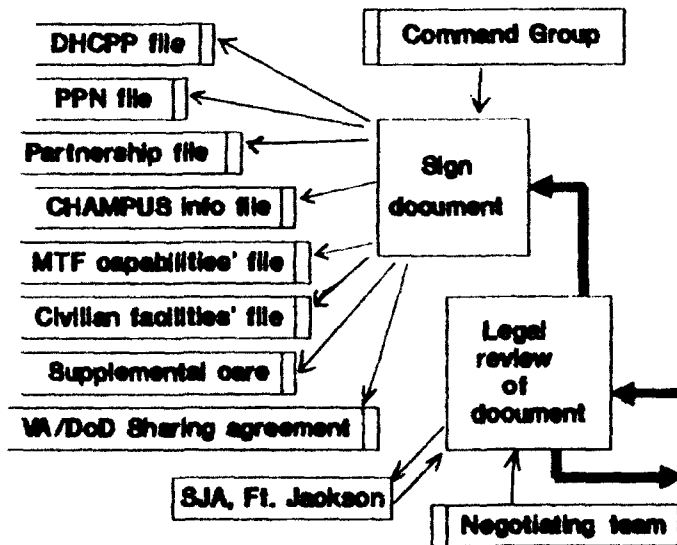 DHCPP file
Command Group
PPN file
Partnership file
Sign
document
CHAMPUS info file
MTF capabilities' file
Civilian facilities' file
Legal
review
of
document
Supplemental care
VA/DoD Sharing agreement
SJA, Ft. Jackson
Negotiating team